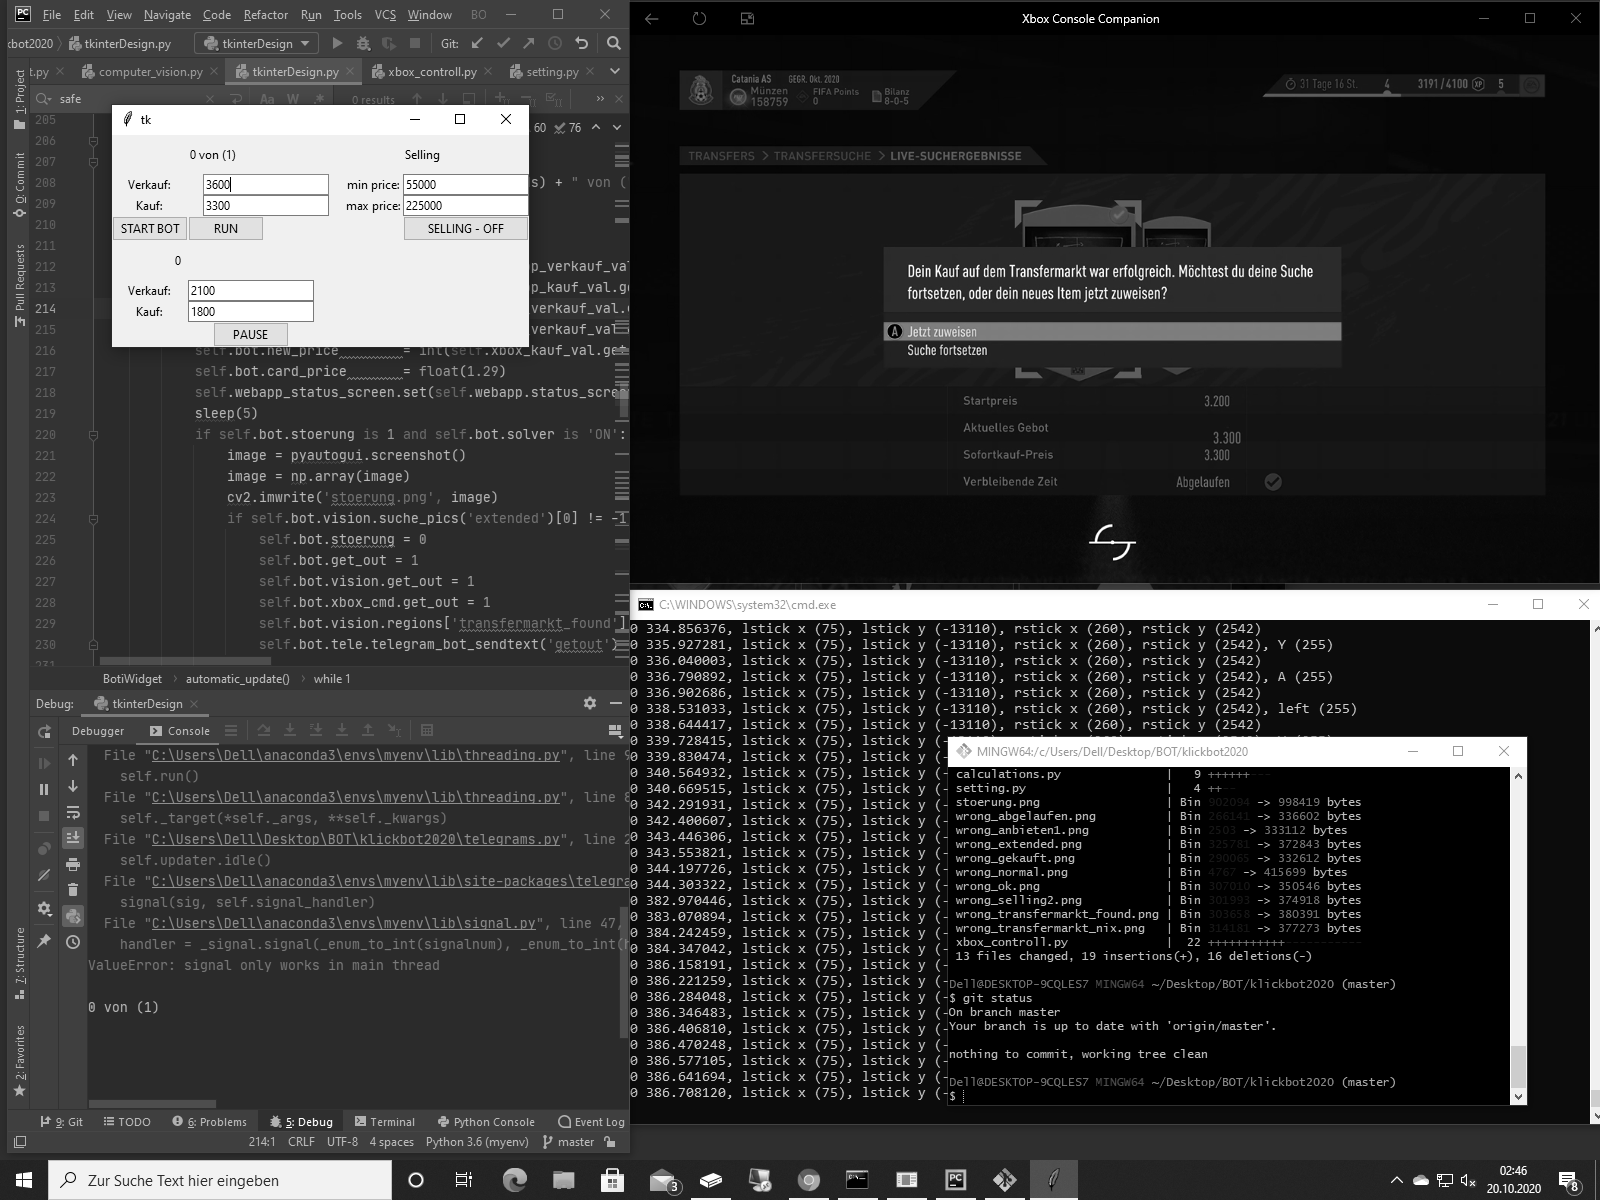 File Edit View Navigate Code Refactor Run Tools VCS Window BO
kbot2020 tkinterDesign.py tkinterDesign Git:
t.py computer_vision.py tkinterDesign.py xbox_controll.py setting.py
safe 0 results
60 76
tk
0 von (1) Selling
Verkauf: 3600 min price: 55000
Kauf: 3300 max price: 225000
START BOT RUN SELLING - OFF
0
Verkauf: 2100
Kauf: 1800
PAUSE
1: Project
0: Commit
Pull Requests
7: Structure
2: Favorites
205
206
207
208 s) + " von (
209
210
211
212 p_verkauf_val
213 p_kauf_val.ge
214 verkauf_val.
215 verkauf_val.
216 self.bot.new_price = int(self.xbox_kauf_val.get
217 self.bot.card_price = float(1.29)
218 self.webapp_status_screen.set(self.webapp.status_scre
219 sleep(5)
220 if self.bot.stoerung is 1 and self.bot.solver is 'ON':
221 image = pyautogui.screenshot()
222 image = np.array(image)
223 cv2.imwrite('stoerung.png', image)
224 if self.bot.vision.suche_pics('extended')[0] != -1
225 self.bot.stoerung = 0
226 self.bot.get_out = 1
227 self.bot.vision.get_out = 1
228 self.bot.xbox_cmd.get_out = 1
229 self.bot.vision.regions['transfermarkt_found']
230 self.bot.tele.telegram_bot_sendtext('getout')
231
BotiWidget automatic_update() while 1
Debug: tkinterDesign
Debugger Console
File "C:\Users\Dell\anaconda3\envs\myenv\lib\threading.py", line 9
self.run()
File "C:\Users\Dell\anaconda3\envs\myenv\lib\threading.py", line 8
self._target(*self._args, **self._kwargs)
File "C:\Users\Dell\Desktop\BOT\klickbot2020\telegrams.py", line 2
self.updater.idle()
File "C:\Users\Dell\anaconda3\envs\myenv\lib\site-packages\telegra
signal(sig, self.signal_handler)
File "C:\Users\Dell\anaconda3\envs\myenv\lib\signal.py", line 47,
handler = _signal.signal(_enum_to_int(signalnum), _enum_to_int(h
ValueError: signal only works in main thread
0 von (1)
9: Git TODO 6: Problems 5: Debug Terminal Python Console Event Log
214:1 CRLF UTF-8 4 spaces Python 3.6 (myenv) master
Xbox Console Companion
Catania AS GEGR. Okt. 2020
Münzen 158759 FIFA Points 0 Bilanz 8-0-5
31 Tage 16 St. 4 3191/4100 XP 5
TRANSFERS > TRANSFERSUCHE > LIVE-SUCHERGEBNISSE
Dein Kauf auf dem Transfermarkt war erfolgreich. Möchtest du deine Suche
fortsetzen, oder dein neues Item jetzt zuweisen?
A Jetzt zuweisen
Suche fortsetzen
Startpreis 3.200
Aktuelles Gebot 3.300
Sofortkauf-Preis 3.300
Verbleibende Zeit Abgelaufen
C:\WINDOWS\system32\cmd.exe
0 334.856376, lstick x (75), lstick y (-13110), rstick x (260), rstick y (2542)
0 335.927281, lstick x (75), lstick y (-13110), rstick x (260), rstick y (2542), Y (255)
0 336.040003, lstick x (75), lstick y (-13110), rstick x (260), rstick y (2542)
0 336.790892, lstick x (75), lstick y (-13110), rstick x (260), rstick y (2542), A (255)
0 336.902686, lstick x (75), lstick y (-13110), rstick x (260), rstick y (2542)
0 338.531033, lstick x (75), lstick y (-13110), rstick x (260), rstick y (2542), left (255)
0 338.644417, lstick x (75), lstick y (-13110), rstick x (260), rstick y (2542)
0 339.728415, lstick x (75), lstick y (-
0 339.830474, lstick x (75), lstick y (-
0 340.564932, lstick x (75), lstick y (-
0 340.669515, lstick x (75), lstick y (-
0 342.291931, lstick x (75), lstick y (-
0 342.400607, lstick x (75), lstick y (-
0 343.446306, lstick x (75), lstick y (-
0 343.553821, lstick x (75), lstick y (-
0 344.197726, lstick x (75), lstick y (-
0 344.303322, lstick x (75), lstick y (-
0 382.970446, lstick x (75), lstick y (-
0 383.070894, lstick x (75), lstick y (-
0 384.242459, lstick x (75), lstick y (-
0 384.347042, lstick x (75), lstick y (-
0 386.158191, lstick x (75), lstick y (-
0 386.221259, lstick x (75), lstick y (-
0 386.284048, lstick x (75), lstick y (-
0 386.346483, lstick x (75), lstick y (-
0 386.406810, lstick x (75), lstick y (-
0 386.470248, lstick x (75), lstick y (-
0 386.577105, lstick x (75), lstick y (-
0 386.641694, lstick x (75), lstick y (-
0 386.708120, lstick x (75), lstick y (-
MINGW64:/c/Users/Dell/Desktop/BOT/klickbot2020
calculations.py | 9 ++++++---
setting.py | 4 ++--
stoerung.png | Bin 902094 -> 998419 bytes
wrong_abgelaufen.png | Bin 266141 -> 336602 bytes
wrong_anbieten1.png | Bin 2503 -> 333112 bytes
wrong_extended.png | Bin 325781 -> 372843 bytes
wrong_gekauft.png | Bin 290065 -> 332612 bytes
wrong_normal.png | Bin 4767 -> 415699 bytes
wrong_ok.png | Bin 307010 -> 350546 bytes
wrong_selling2.png | Bin 301993 -> 374918 bytes
wrong_transfermarkt_found.png | Bin 303658 -> 380391 bytes
wrong_transfermarkt_nix.png | Bin 314181 -> 377273 bytes
xbox_controll.py | 22 +++++++++++-----------
13 files changed, 19 insertions(+), 16 deletions(-)
Dell@DESKTOP-9CQLES7 MINGW64 ~/Desktop/BOT/klickbot2020 (master)
$ git status
On branch master
Your branch is up to date with 'origin/master'.
nothing to commit, working tree clean
Dell@DESKTOP-9CQLES7 MINGW64 ~/Desktop/BOT/klickbot2020 (master)
$
Zur Suche Text hier eingeben
3
02:46
20.10.2020
8